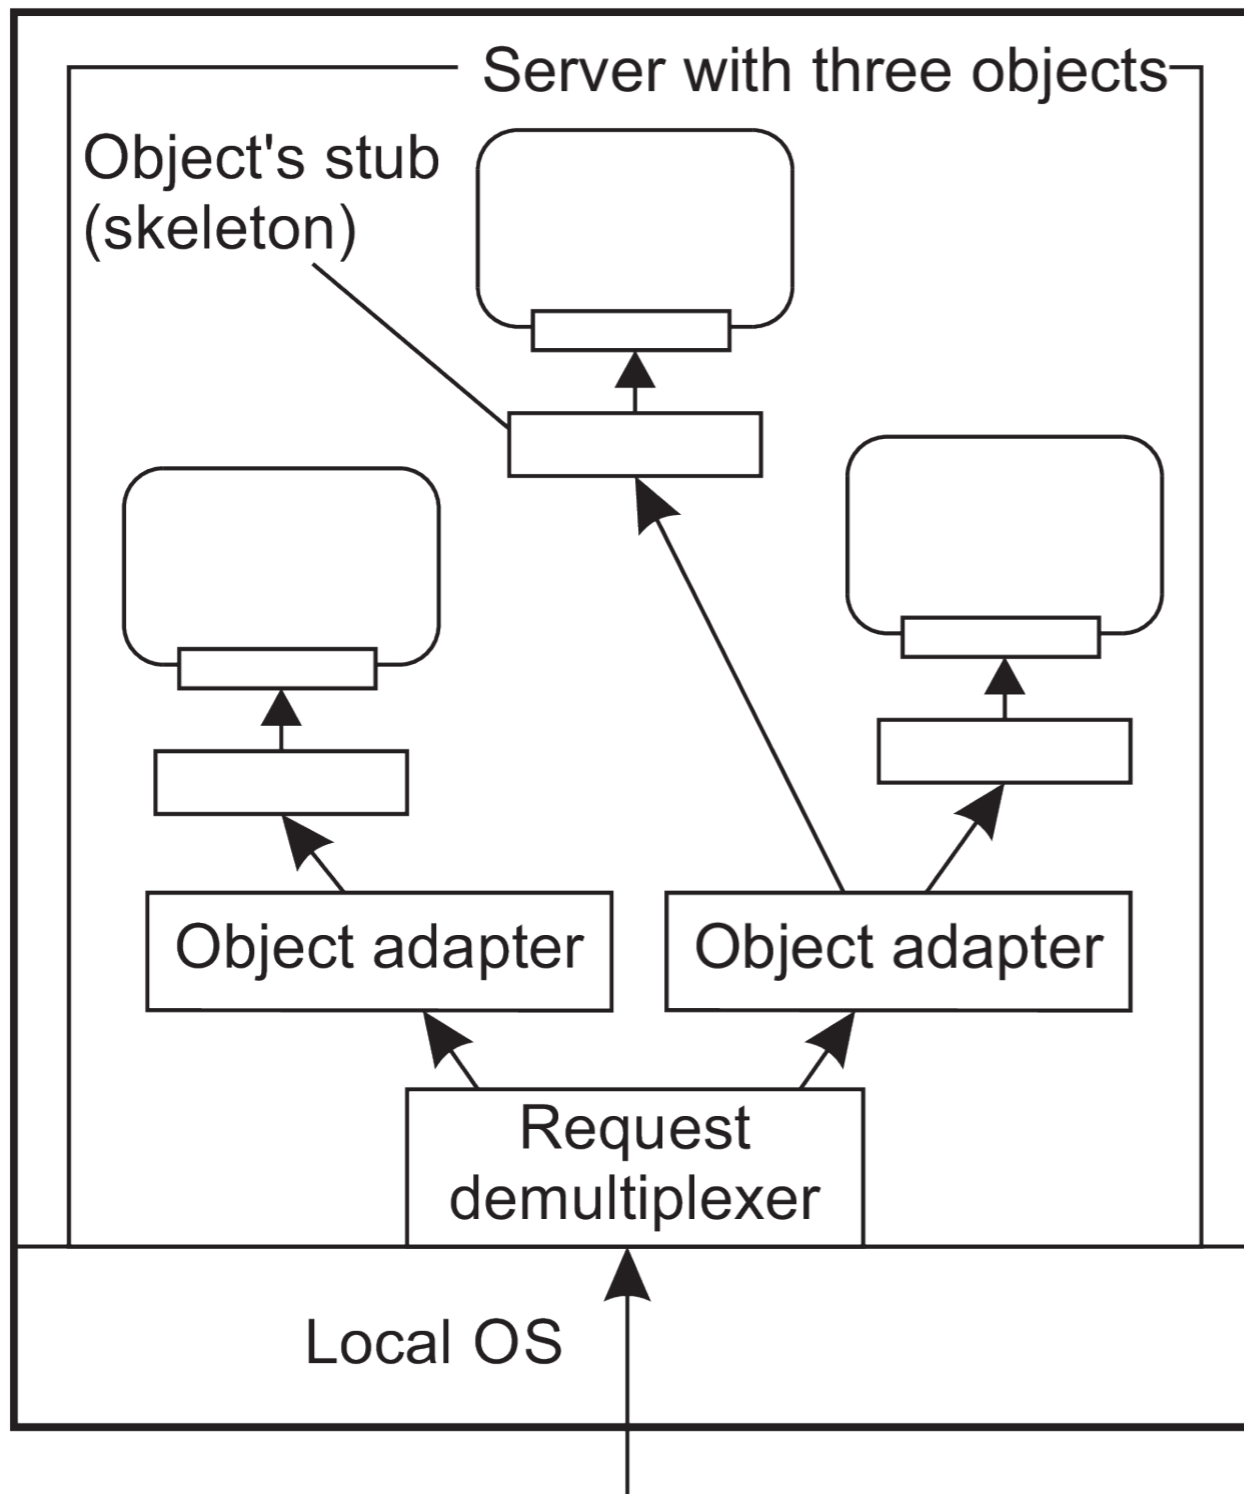 Server with three objects
Object's stub
(skeleton)
Object adapter
Object adapter
Request
demultiplexer
Local OS